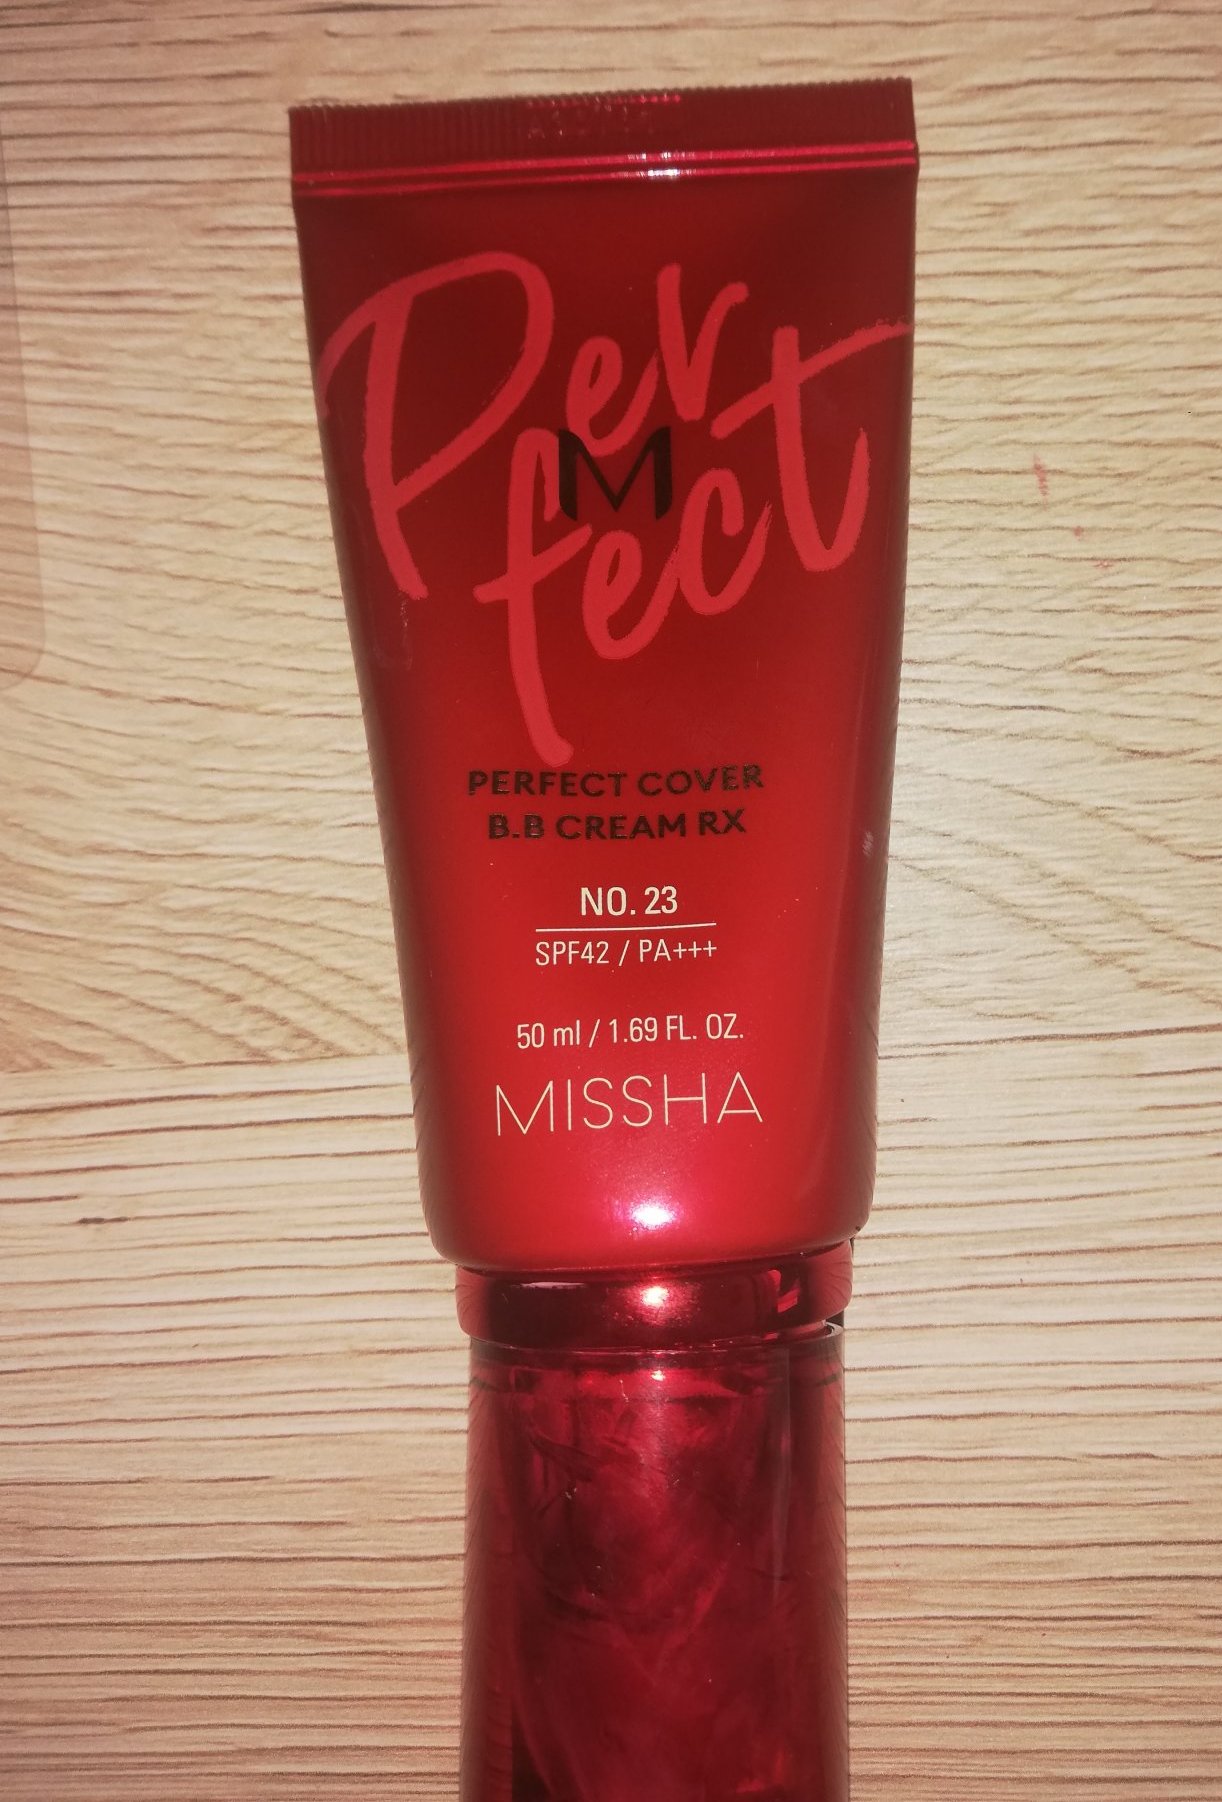 Per
M
fect
PERFECT COVER
B.B CREAM RX
NO. 23
SPF42 / PA+++
50 ml / 1.69 FL. OZ.
MISSHA